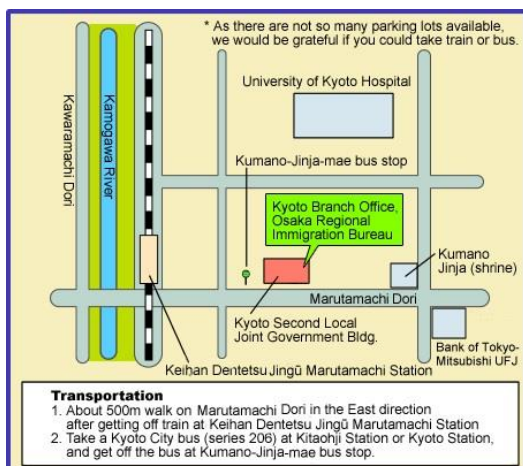 * As there are not so many parking lots available,
we would be grateful if you could take train or bus.
University of Kyoto Hospital
Kawaramachi Dori
Kamogawa River
Kumano-Jinja-mae bus stop
Kyoto Branch Office,
Osaka Regional
Immigration Bureau
Kumano
Jinja (shrine)
Marutamachi Dori
Kyoto Second Local
Joint Government Bldg.
Bank of Tokyo-
Mitsubishi UFJ
Keihan Dentetsu Jingū Marutamachi Station
Transportation
1. About 500m walk on Marutamachi Dori in the East direction
after getting off train at Keihan Dentetsu Jingū Marutamachi Station
2. Take a Kyoto City bus (series 206) at Kitaohji Station or Kyoto Station,
and get off the bus at Kumano-Jinja-mae bus stop.